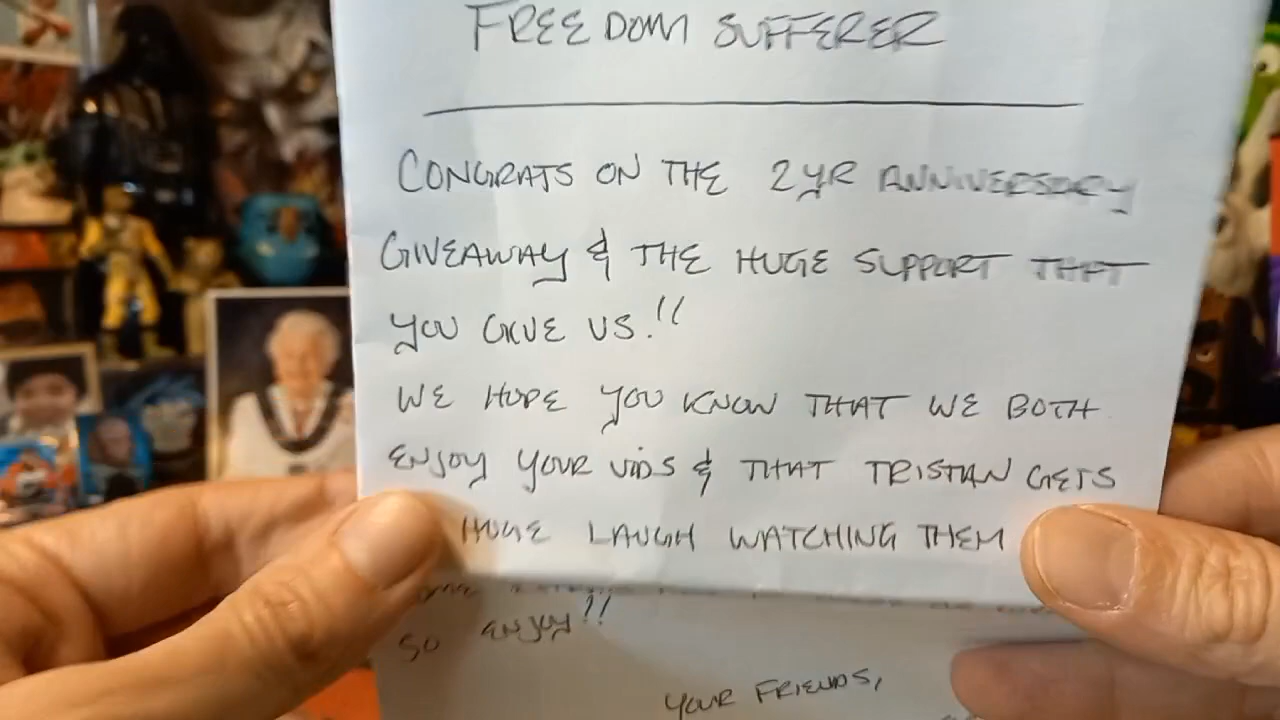 FREEDOM SUFFERER
CONGRATS ON THE 2YR ANNIVERSARY
GIVEAWAY & THE HUGE SUPPORT THAT
YOU GIVE US!!
WE HOPE YOU KNOW THAT WE BOTH
ENJOY YOUR VIDS & THAT TRISTAN GETS
HUGE LAUGH WATCHING THEM
SO ENJOY!!
YOUR FRIENDS,